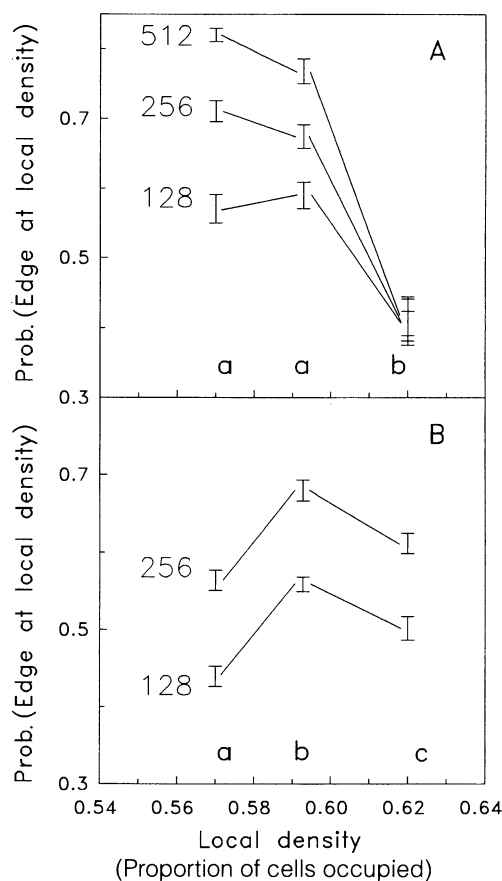 A
512
256
128
0.7
0.5
0.3
Prob.(Edge at local density)
a a b
B
256
128
0.7
0.5
0.3
Prob.(Edge at local density)
a b c
0.54 0.56 0.58 0.60 0.62 0.64
Local density
(Proportion of cells occupied)